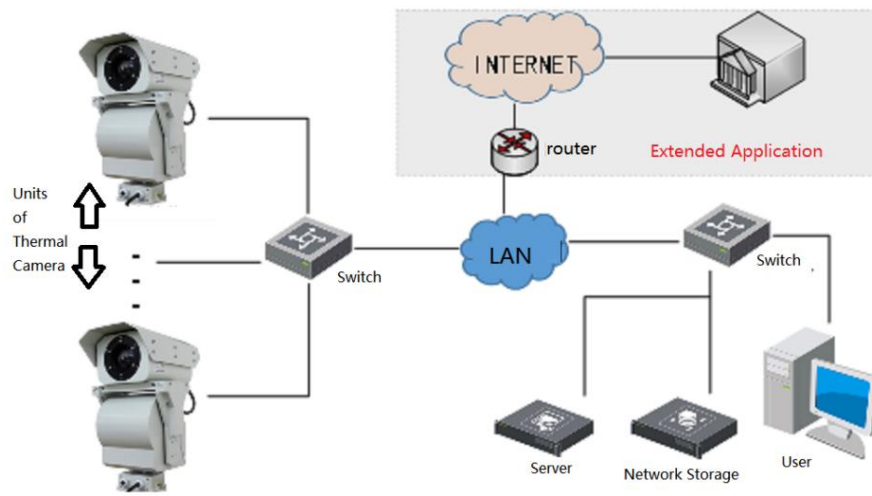 INTERNET
router
Extended Application
Units
of
Thermal
Camera
Switch
LAN
Switch
Server
Network Storage
User